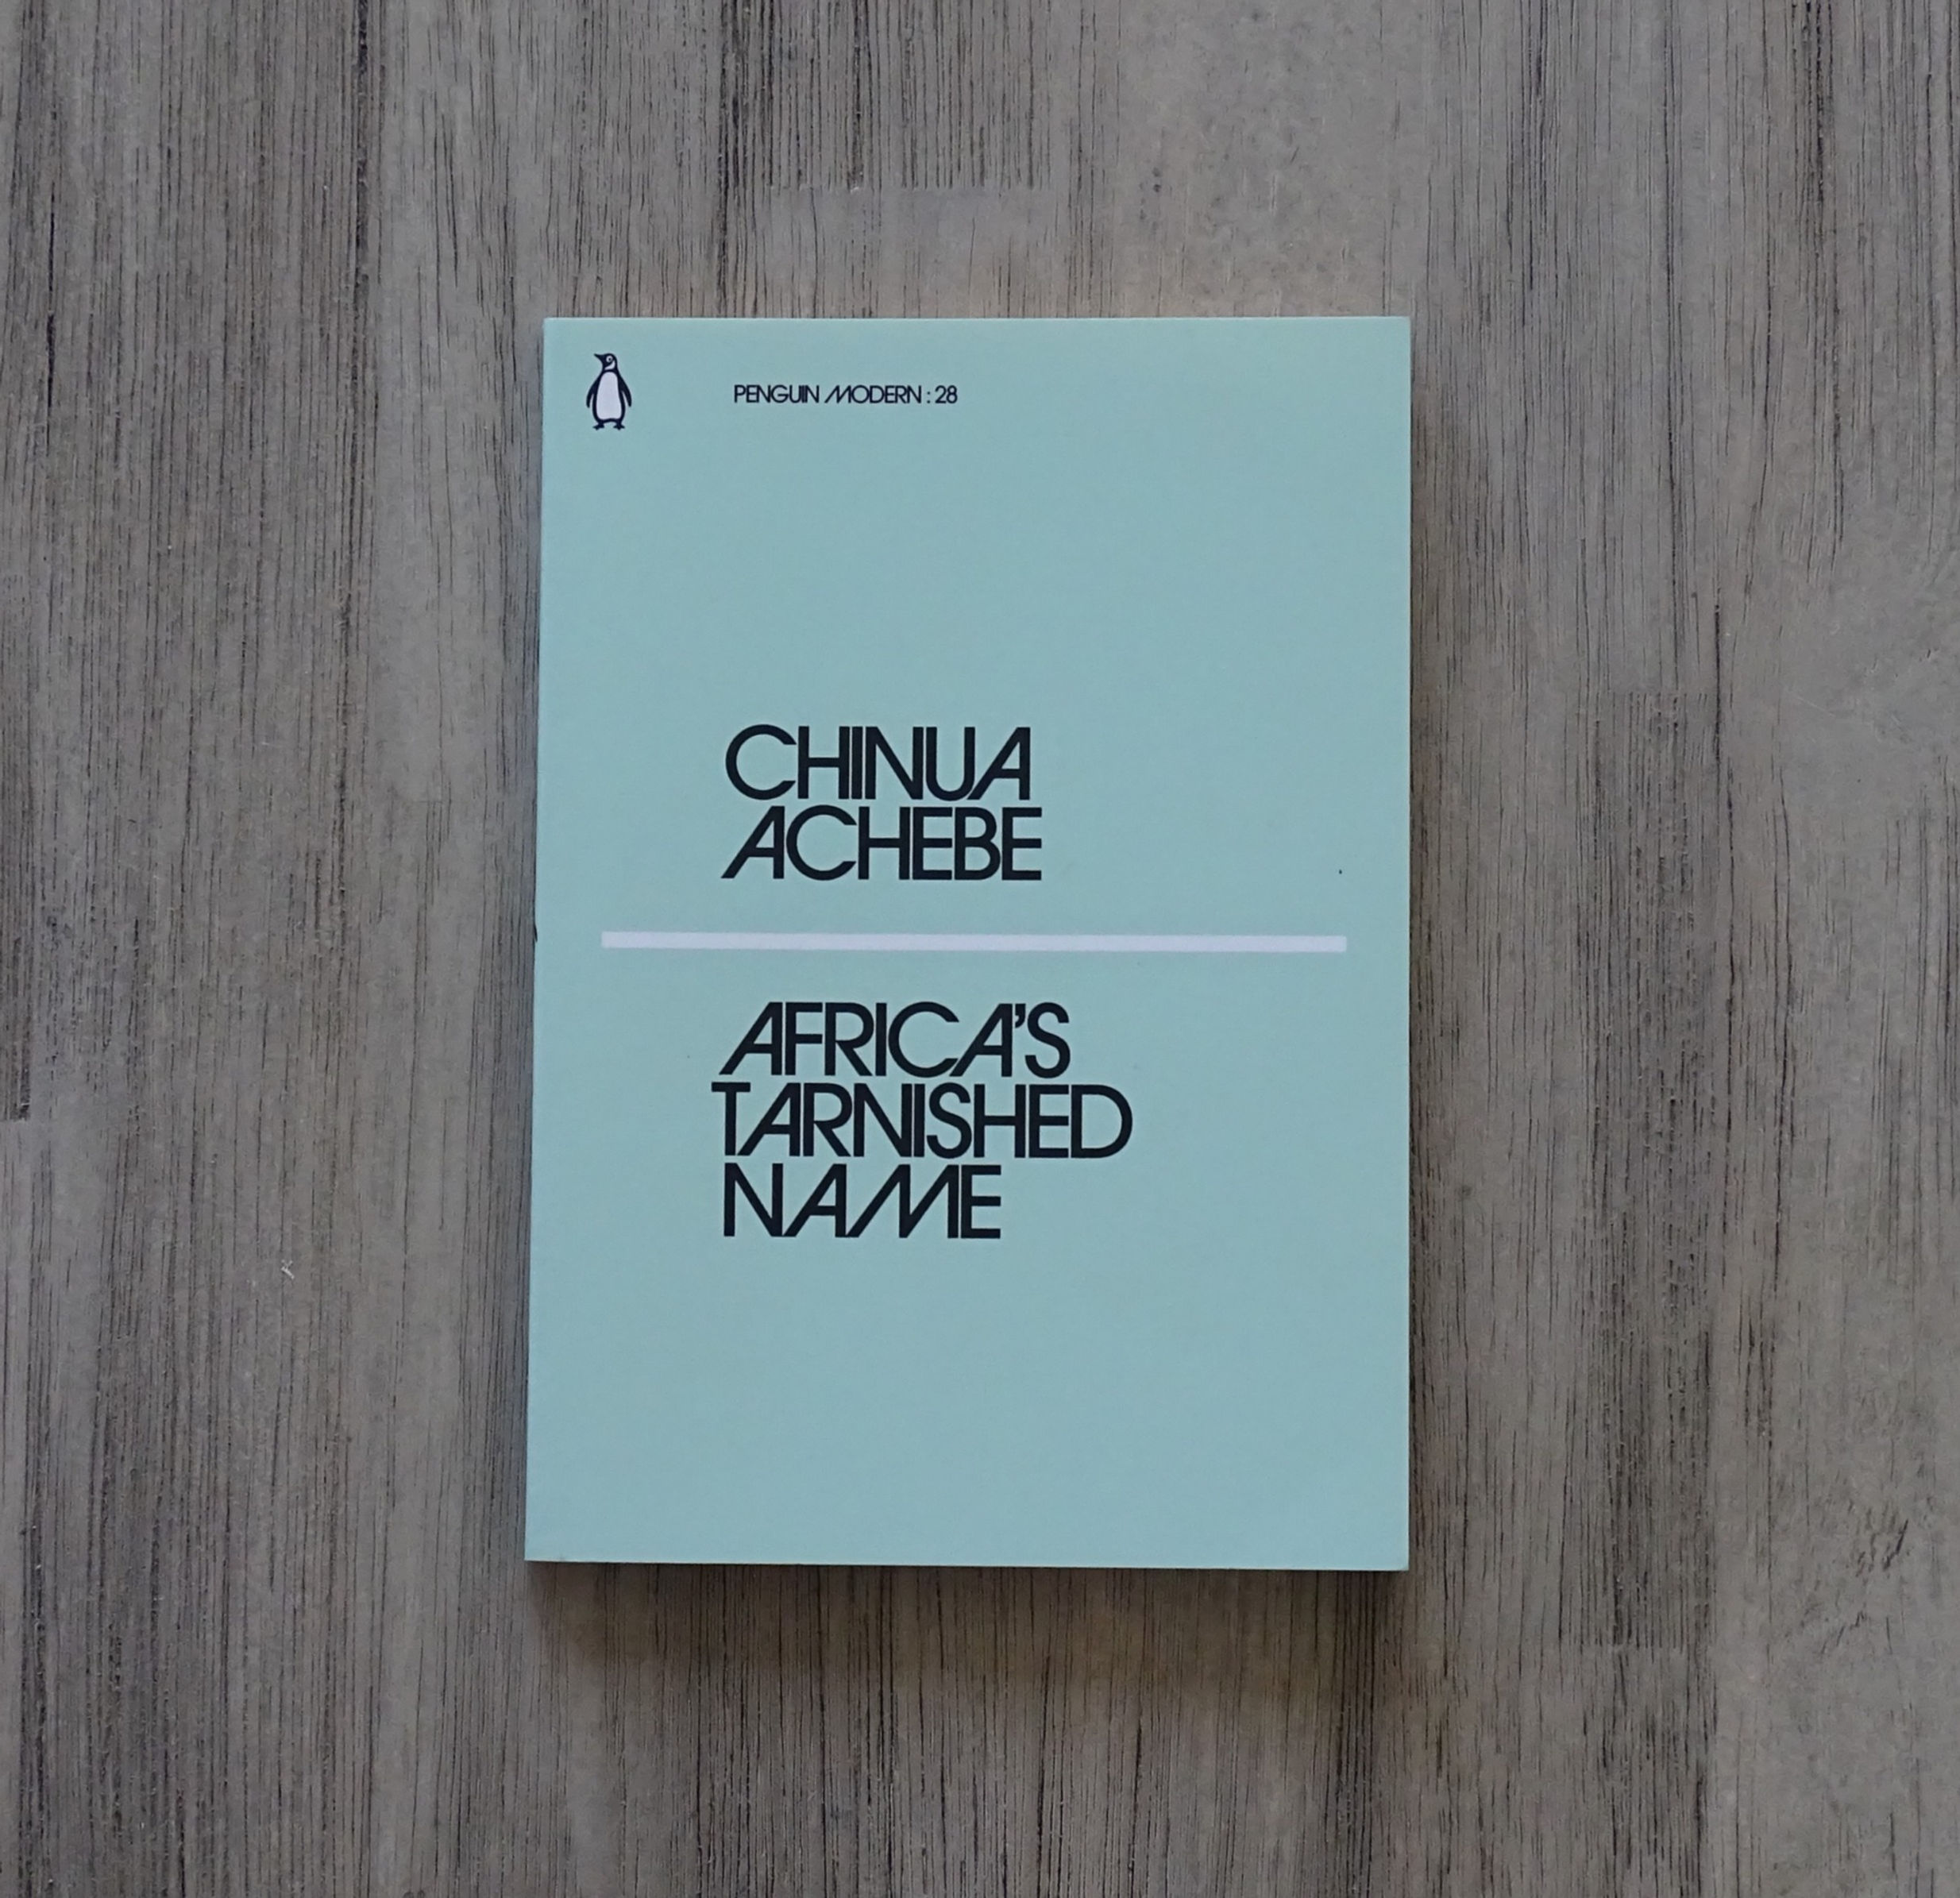 PENGUIN MODERN : 28
CHINUA
ACHEBE
AFRICA'S
TARNISHED
NAME